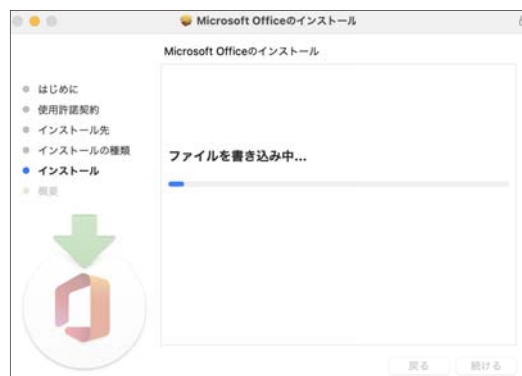 Microsoft Officeのインストール
Microsoft Officeのインストール
はじめに
使用許諾契約
インストール先
インストールの種類
インストール
概要
ファイルを書き込み中...
戻る
続ける